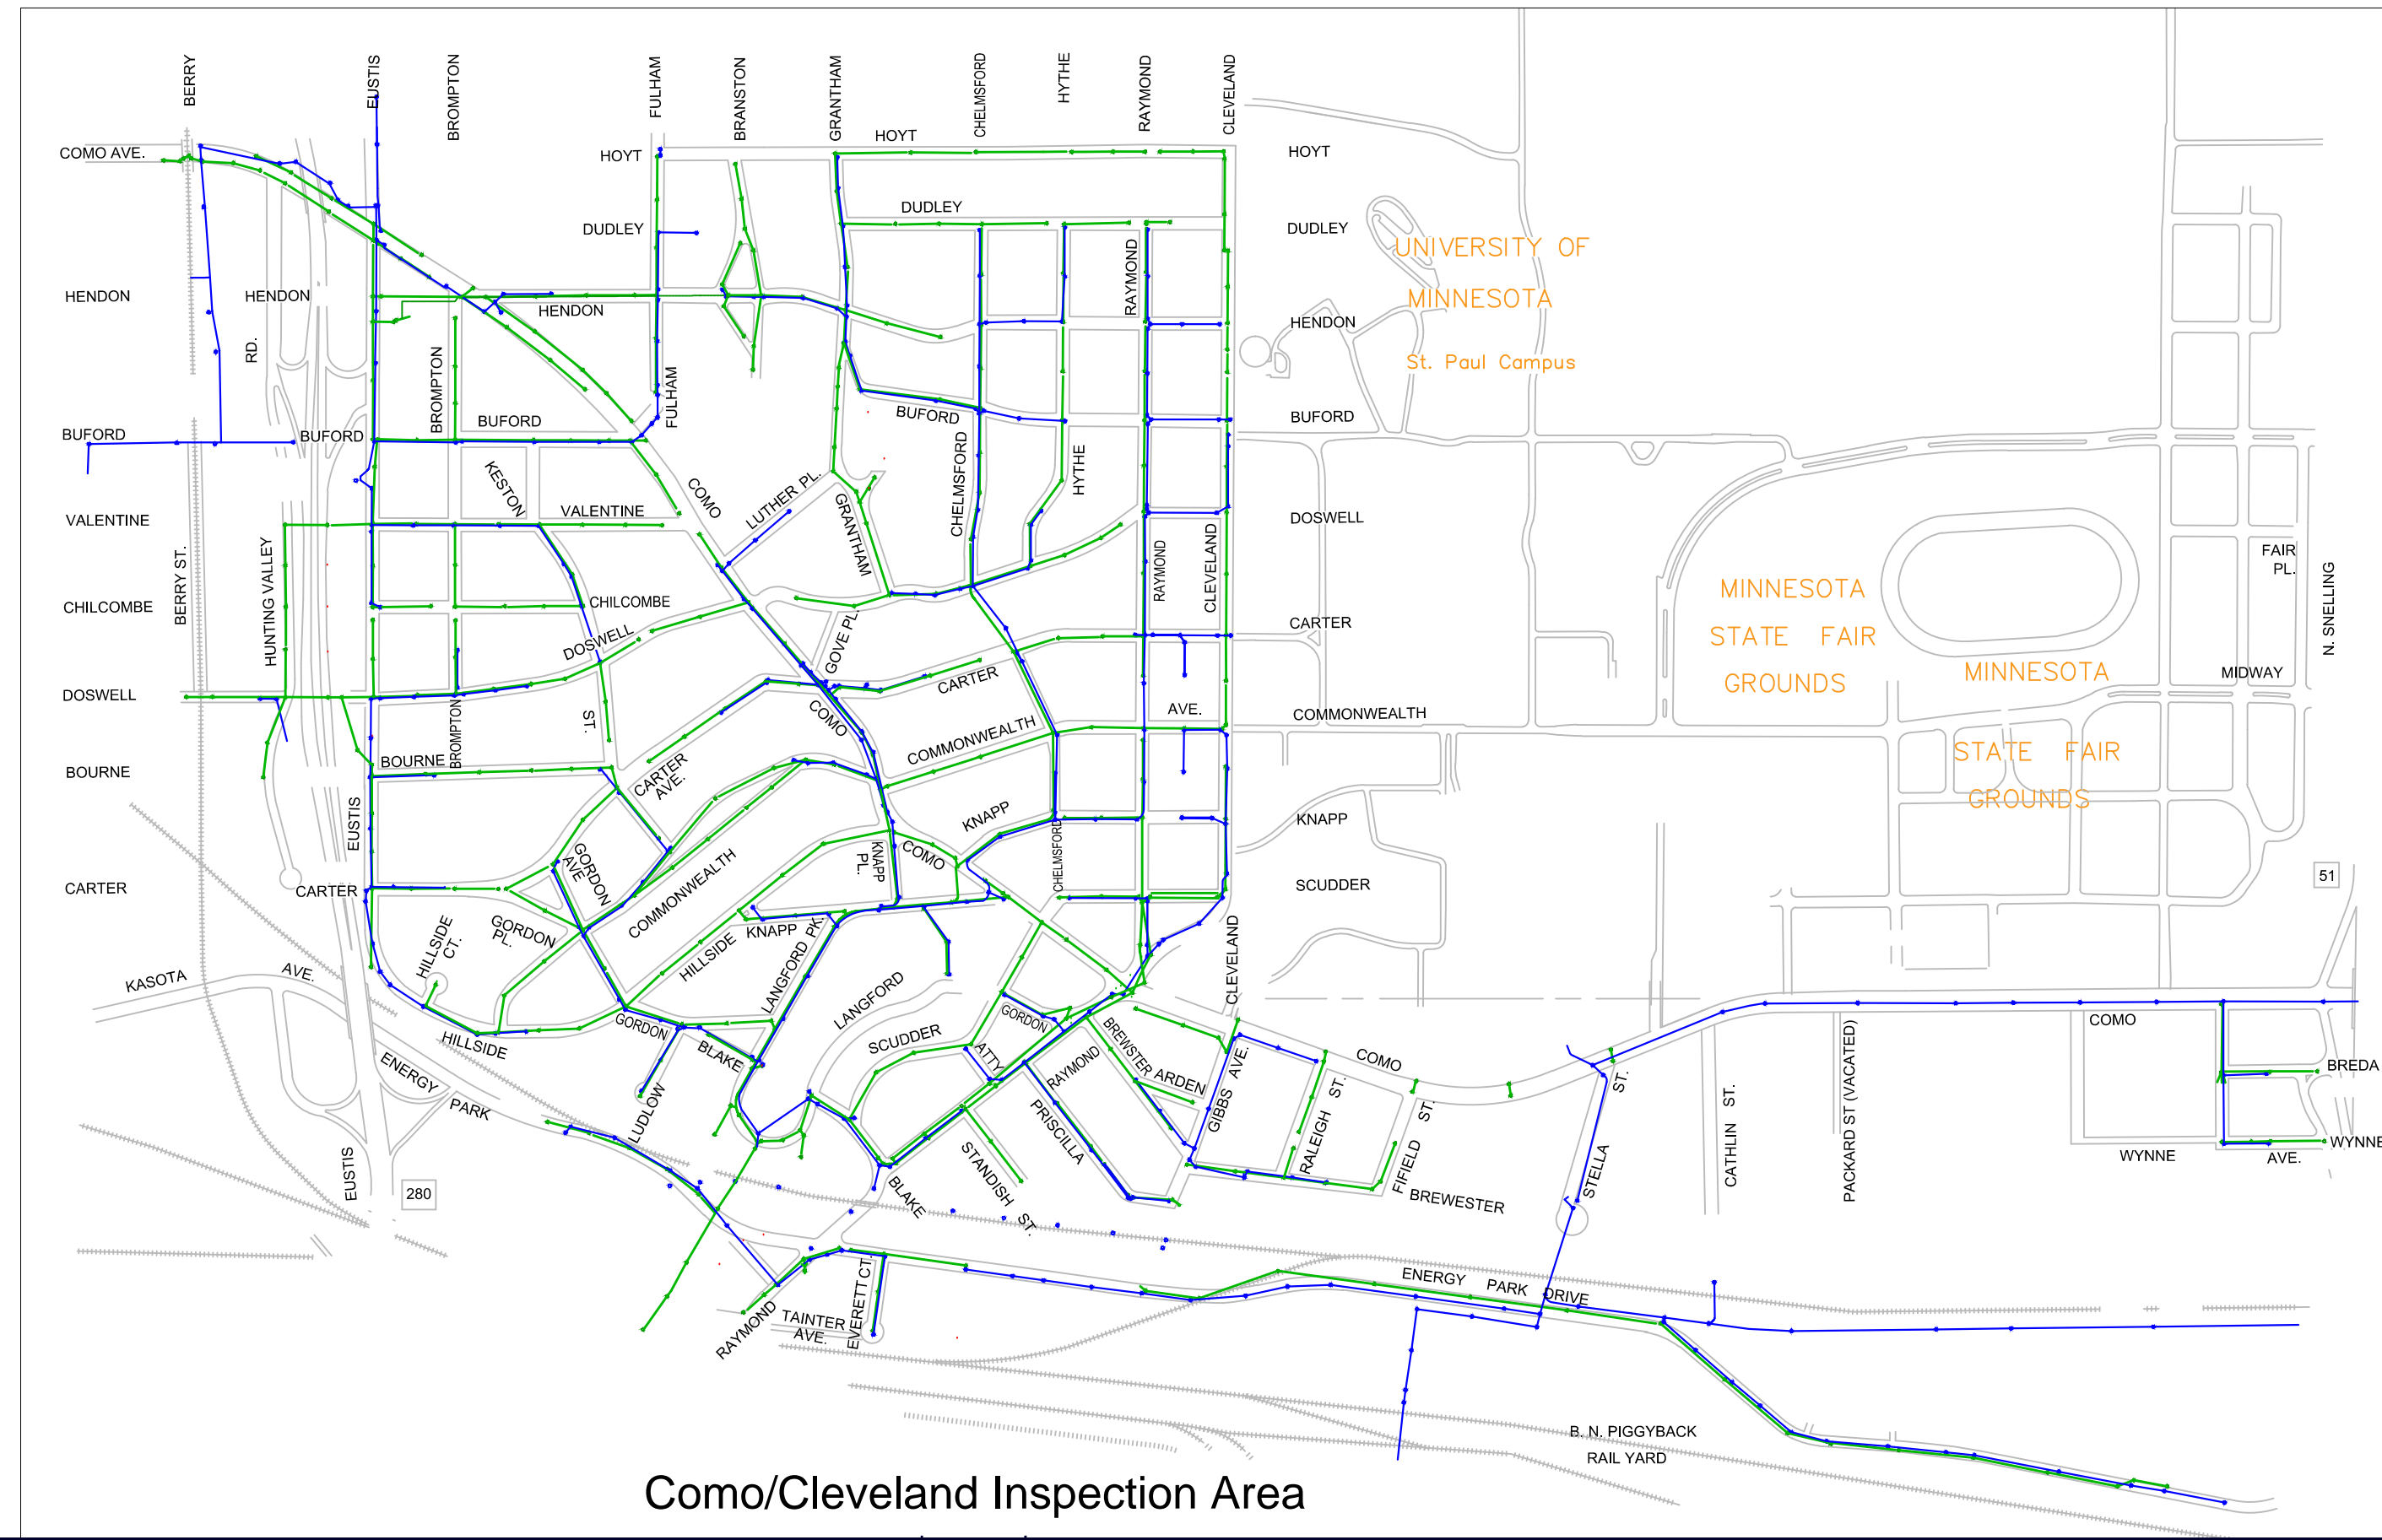 BERRY
EUSTIS
BROMPTON
FULHAM
BRANSTON
GRANTHAM
CHELMSFORD
HYTHE
RAYMOND
CLEVELAND
HOYT
COMO AVE.
HOYT
HOYT
DUDLEY
DUDLEY
DUDLEY
RAYMOND
UNIVERSITY OF
MINNESOTA
St. Paul Campus
HENDON
HENDON
HENDON
HENDON
RD.
BROMPTON
FULHAM
BUFORD
BUFORD
BUFORD
BUFORD
BUFORD
KESTON
COMO
LUTHER PL.
GRANTHAM
CHELMSFORD
HYTHE
VALENTINE
VALENTINE
DOSWELL
BERRY ST.
HUNTING VALLEY
RAYMOND
CLEVELAND
FAIR
PL.
N. SNELLING
CHILCOMBE
CHILCOMBE
MINNESOTA
STATE FAIR
GROUNDS
DOSWELL
GOVE PL.
CARTER
CARTER
MINNESOTA
STATE FAIR
GROUNDS
MIDWAY
DOSWELL
BROMPTON
ST.
COMO
COMMONWEALTH
AVE.
COMMONWEALTH
BOURNE
BOURNE
CARTER
AVE.
EUSTIS
KNAPP
KNAPP
CHELMSFORD
KNAPP
PL.
COMO
GORDON
AVE
COMMONWEALTH
SCUDDER
51
CARTER
CARTER
GORDON
PL.
HILLSIDE
CT.
KNAPP
HILLSIDE
LANGFORD PK.
LANGFORD
CLEVELAND
KASOTA
AVE.
GORDON
GORDON
HILLSIDE
BLAKE
SCUDDER
ATTY
RAYMOND
BREWSTER
ARDEN
GIBBS
AVE.
COMO
COMO
BREDA
ENERGY
PARK
LUDLOW
PRISCILLA
RALEIGH ST.
FIFIELD
ST.
STELLA
ST.
CATHLIN ST.
PACKARD ST (VACATED)
WYNNE
AVE.
WYNNE
EUSTIS
280
STANDISH ST.
BLAKE
BREWESTER
ENERGY PARK DRIVE
EVERETT CT.
TAINTER
AVE.
RAYMOND
B. N. PIGGYBACK
RAIL YARD
Como/Cleveland Inspection Area